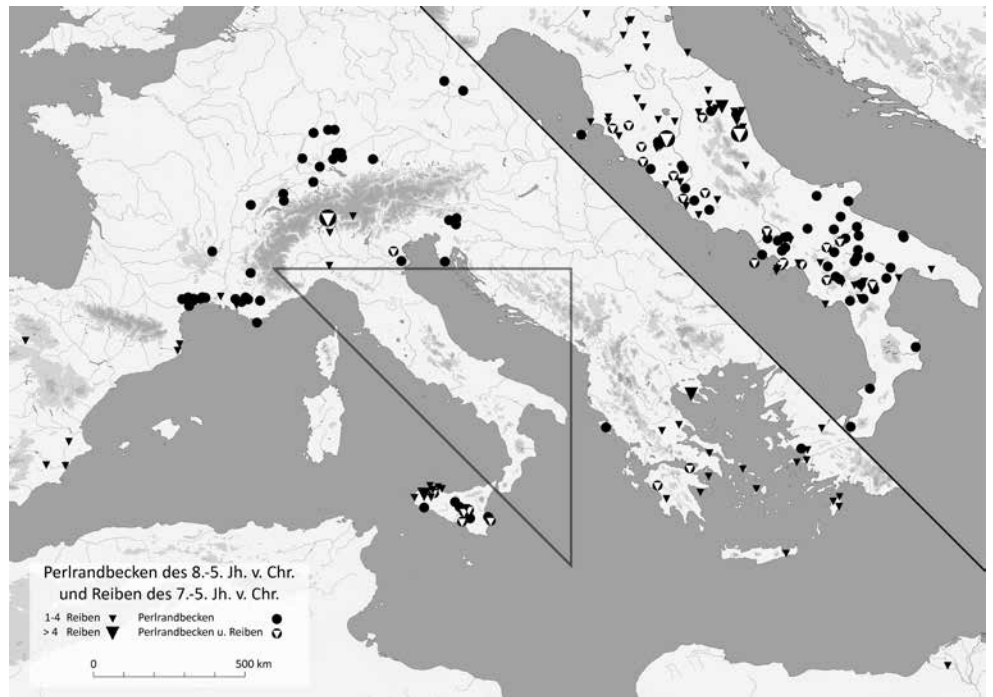 Perlrandbecken des 8.-5. Jh. v. Chr.
und Reiben des 7.-5. Jh. v. Chr.
1-4 Reiben Perlrandbecken
> 4 Reiben Perlrandbecken u. Reiben
0 500 km